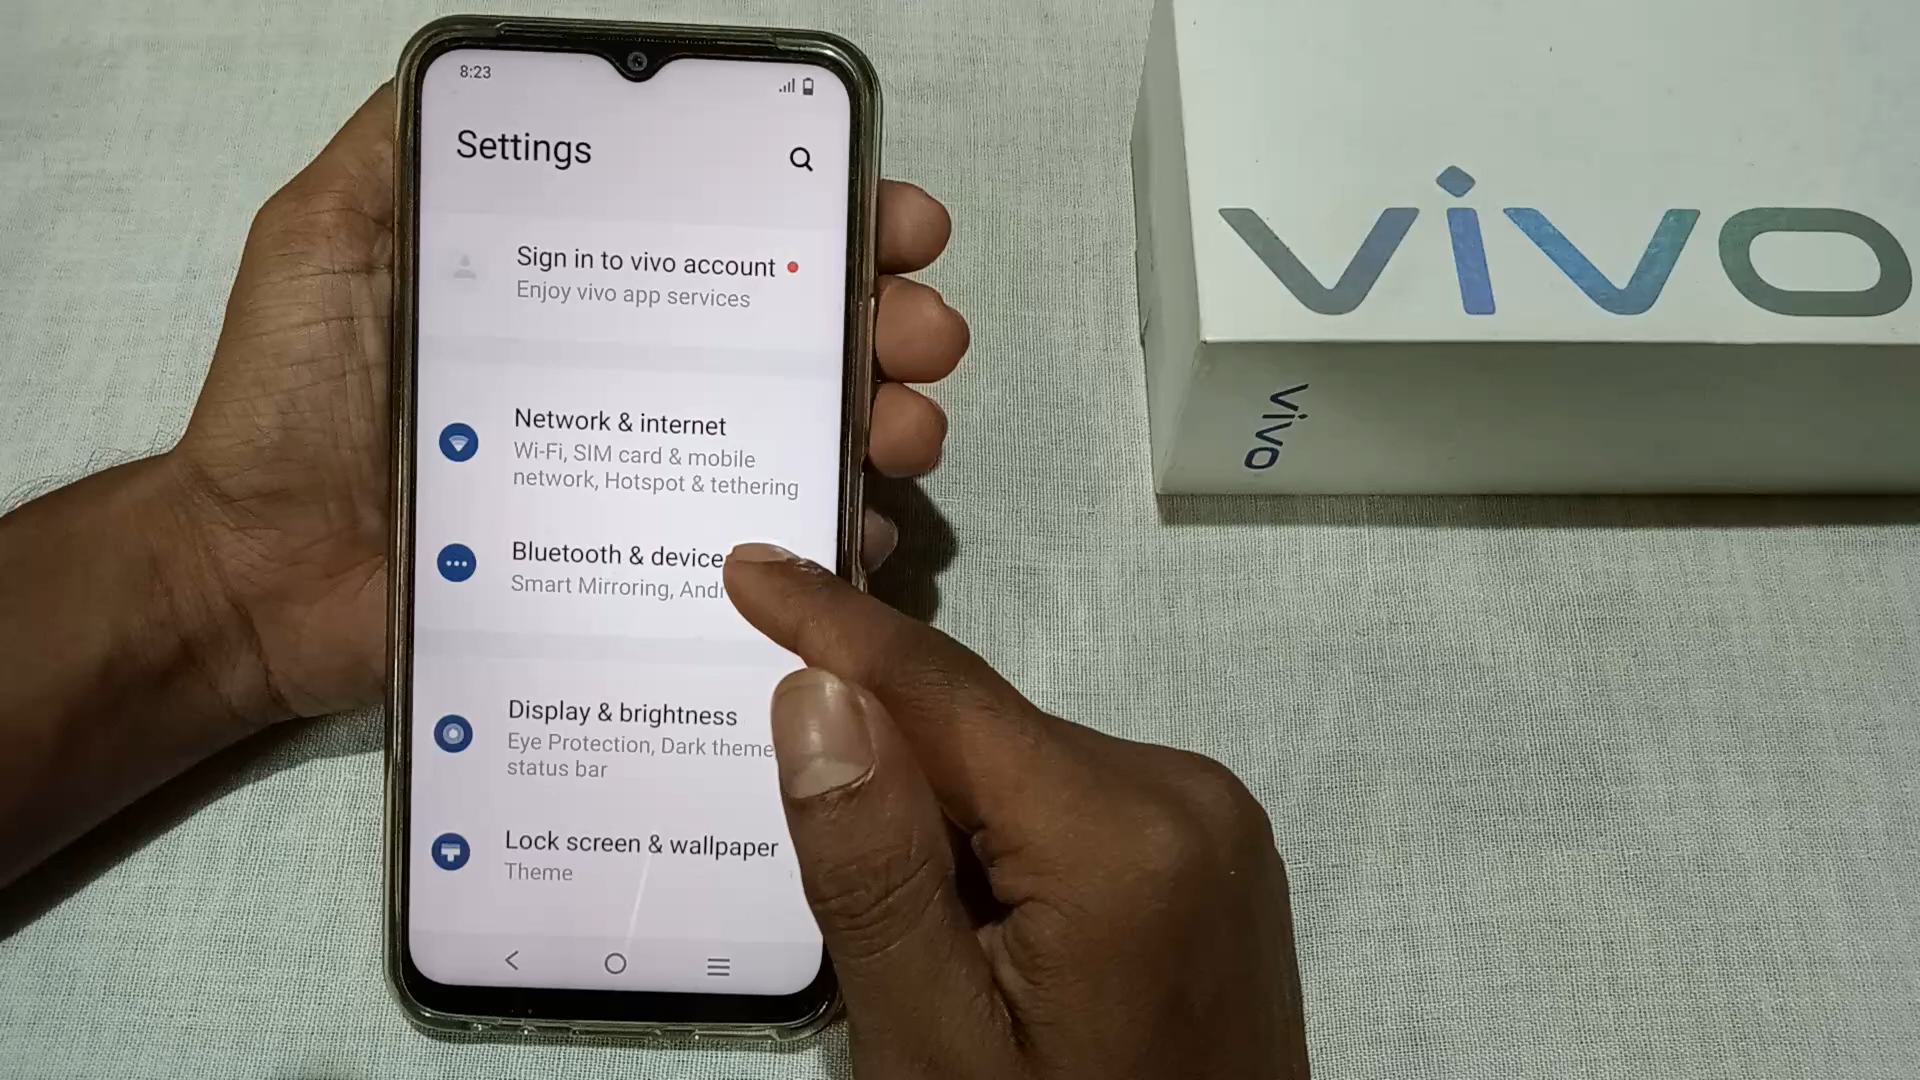 8:23
Settings
Sign in to vivo account
Enjoy vivo app services
Network & internet
Wi-Fi, SIM card & mobile
network, Hotspot & tethering
Bluetooth & device
Smart Mirroring, Andr
Display & brightness
Eye Protection, Dark theme
status bar
Lock screen & wallpaper
Theme
vivo
vivo